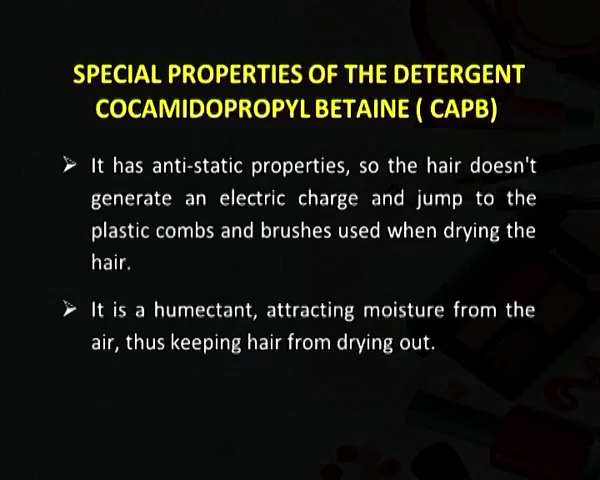 SPECIAL PROPERTIES OF THE DETERGENT
COCAMIDOPROPYL BETAINE ( CAPB)
➢ It has anti-static properties, so the hair doesn't
generate an electric charge and jump to the
plastic combs and brushes used when drying the
hair.
➢ It is a humectant, attracting moisture from the
air, thus keeping hair from drying out.